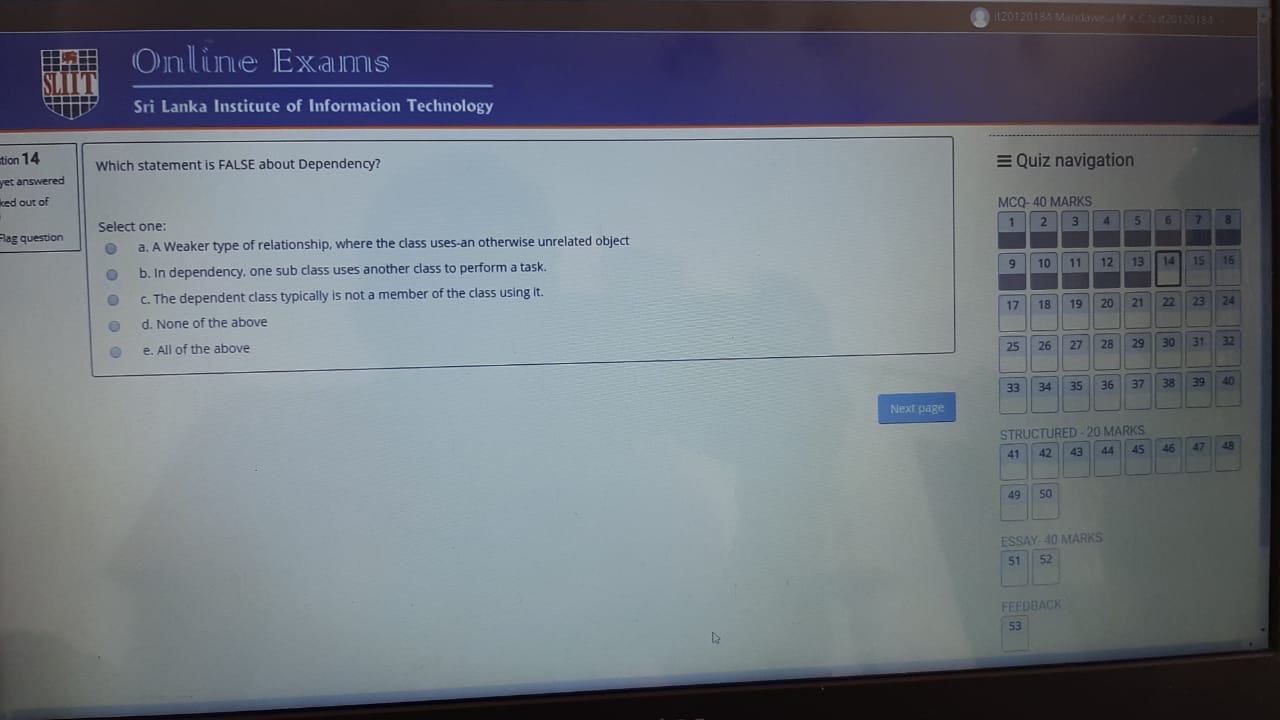 it20120184 Mandawela M.K.C.N it20120184
SLIIT
Online Exams
Sri Lanka Institute of Information Technology
tion 14
yet answered
ked out of
Flag question
Which statement is FALSE about Dependency?
Select one:
a. A Weaker type of relationship, where the class uses-an otherwise unrelated object
b. In dependency, one sub class uses another class to perform a task.
c. The dependent class typically is not a member of the class using it.
d. None of the above
e. All of the above
Next page
Quiz navigation
MCQ- 40 MARKS
1 2 3 4 5 6 7 8
9 10 11 12 13 14 15 16
17 18 19 20 21 22 23 24
25 26 27 28 29 30 31 32
33 34 35 36 37 38 39 40
STRUCTURED - 20 MARKS
41 42 43 44 45 46 47 48
49 50
ESSAY- 40 MARKS
51 52
FEEDBACK
53